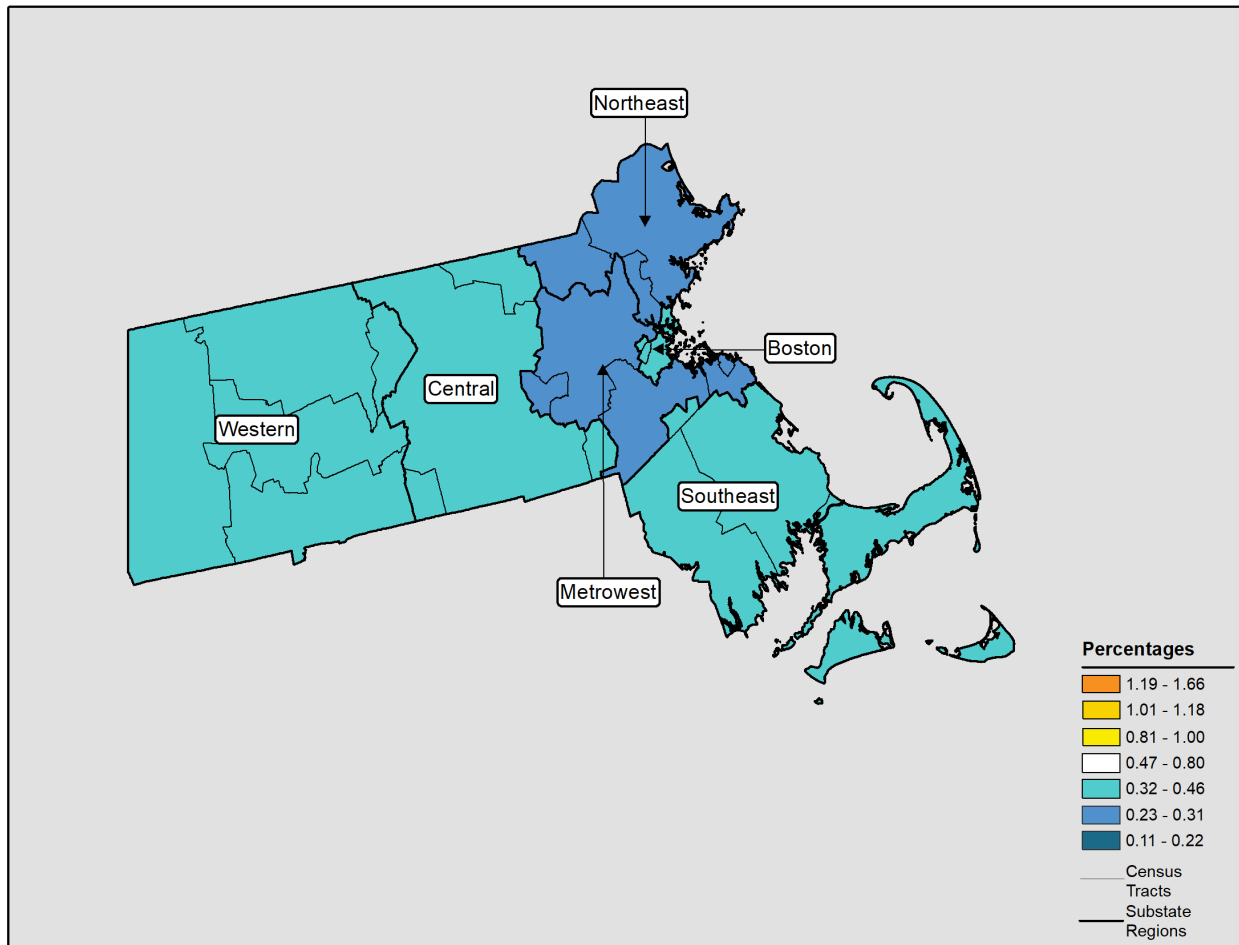 Northeast
Boston
Central
Western
Southeast
Metrowest
Percentages
1.19 - 1.66
1.01 - 1.18
0.81 - 1.00
0.47 - 0.80
0.32 - 0.46
0.23 - 0.31
0.11 - 0.22
Census
Tracts
Substate
Regions